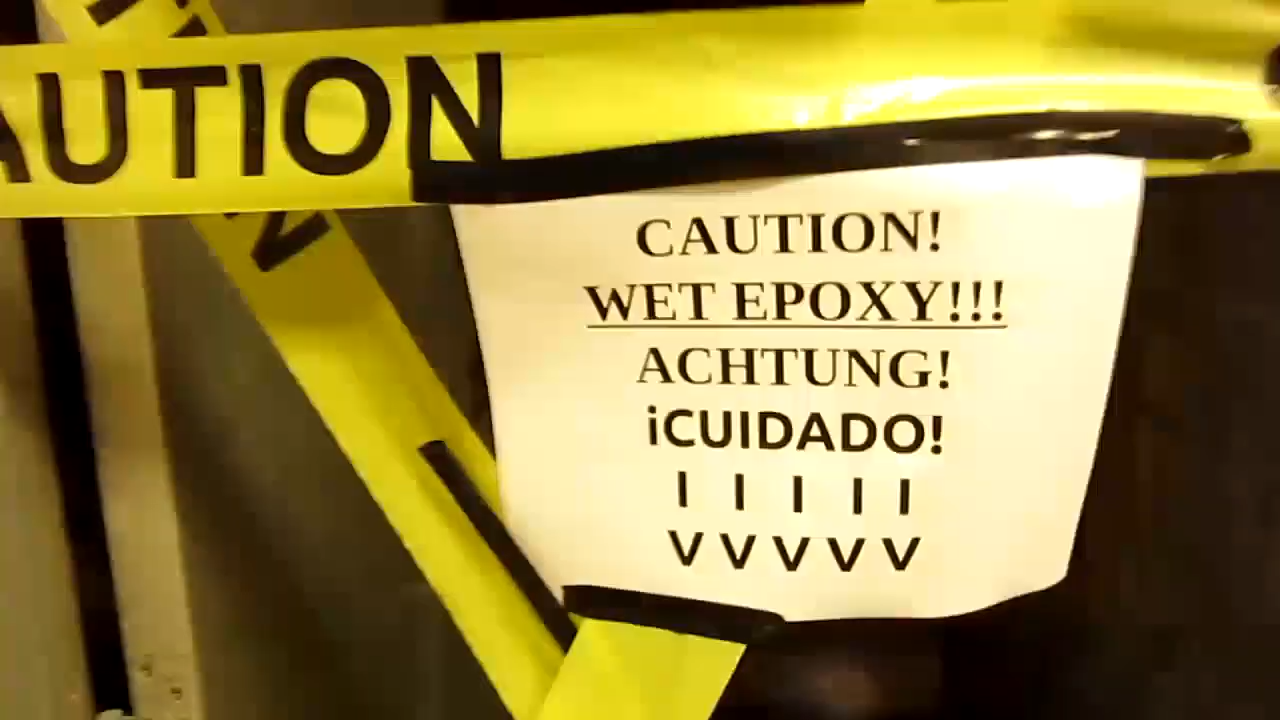 AUTION
CAUTION!
WET EPOXY!!!
ACHTUNG!
¡CUIDADO!
I I I I I
V V V V V